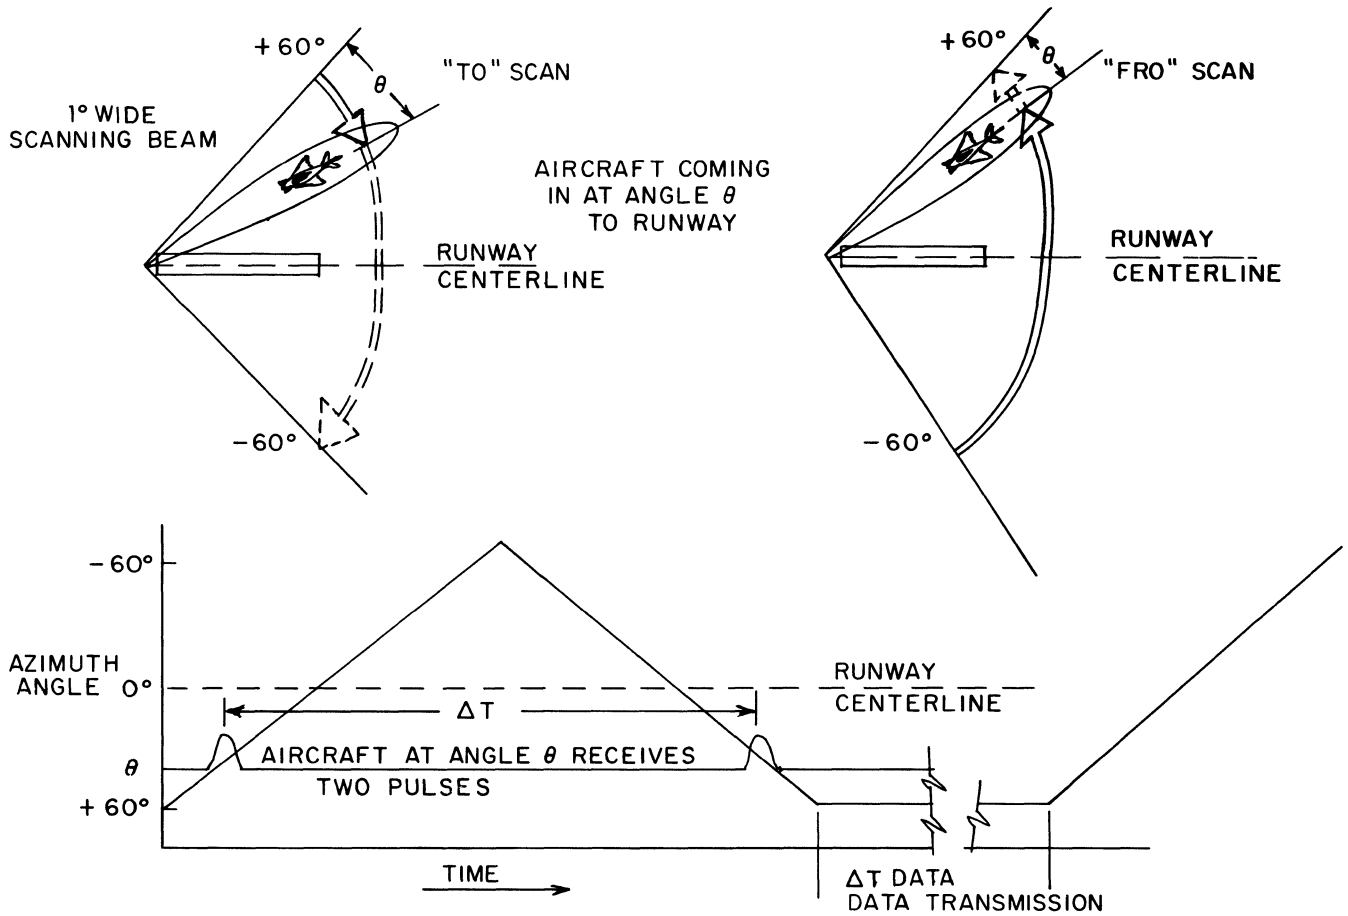 +60°
θ
"TO" SCAN
1° WIDE
SCANNING BEAM
RUNWAY
CENTERLINE
-60°
AIRCRAFT COMING
IN AT ANGLE θ
TO RUNWAY
+60°
θ
"FRO" SCAN
RUNWAY
CENTERLINE
-60°
-60°
AZIMUTH
ANGLE 0°
RUNWAY
CENTERLINE
ΔT
θ
AIRCRAFT AT ANGLE θ RECEIVES
TWO PULSES
+60°
TIME
ΔT DATA
DATA TRANSMISSION